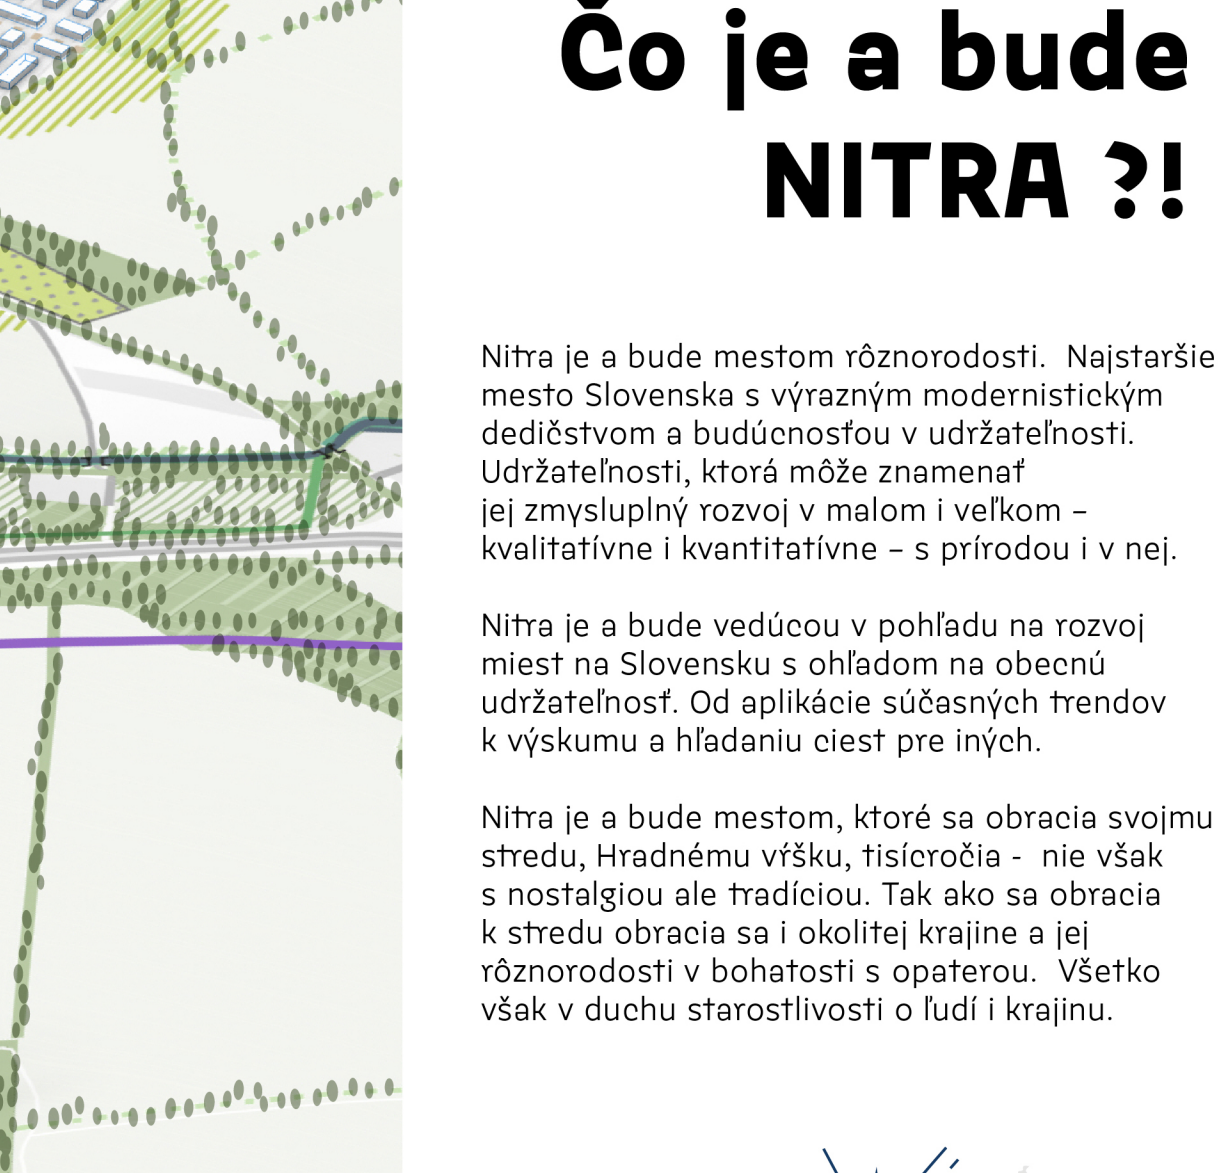 Čo je a bude
NITRA ?!
Nitra je a bude mestom rôznorodosti.  Najstaršie
mesto Slovenska s výrazným modernistickým
dedičstvom a budúcnosťou v udržateľnosti.
Udržateľnosti, ktorá môže znamenať
jej zmysluplný rozvoj v malom i veľkom –
kvalitatívne i kvantitatívne – s prírodou i v nej.
Nitra je a bude vedúcou v pohľadu na rozvoj
miest na Slovensku s ohľadom na obecnú
udržateľnosť. Od aplikácie súčasných trendov
k výskumu a hľadaniu ciest pre iných.
Nitra je a bude mestom, ktoré sa obracia svojmu
stredu, Hradnému vŕšku, tisícročia -  nie však
s nostalgiou ale tradíciou. Tak ako sa obracia
k stredu obracia sa i okolitej krajine a jej
rôznorodosti v bohatosti s opaterou.  Všetko
však v duchu starostlivosti o ľudí i krajinu.